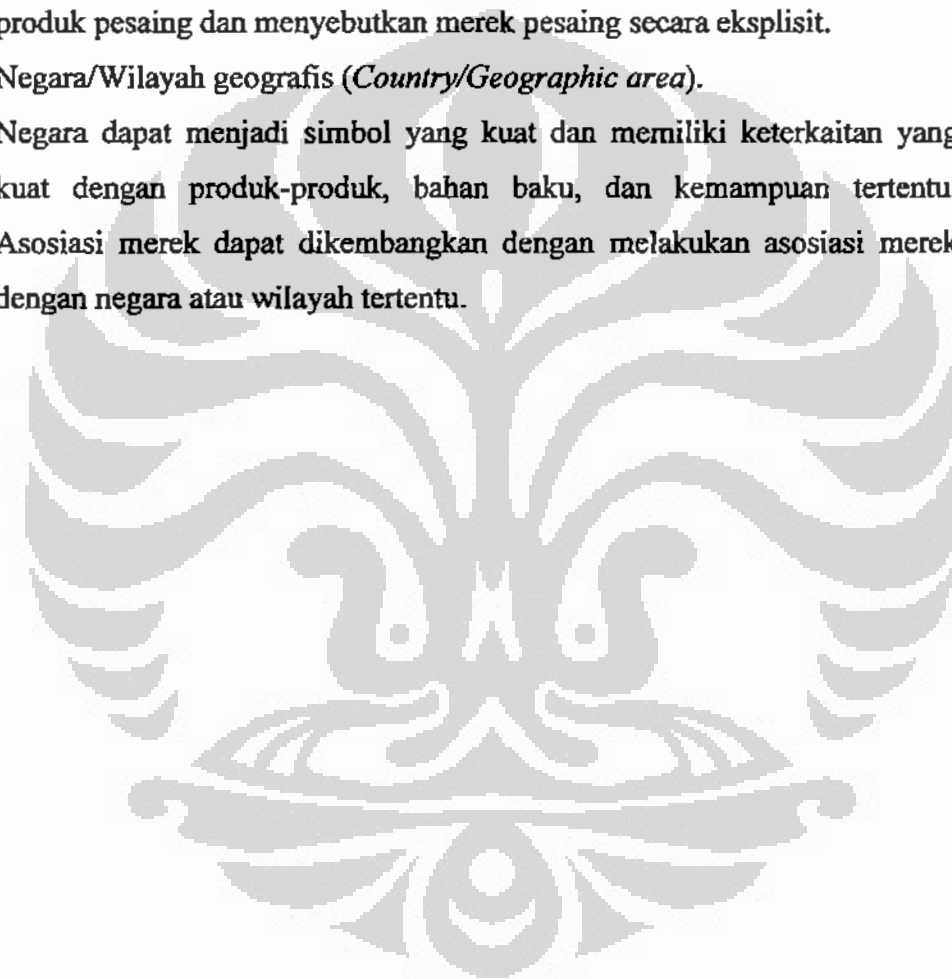 produk pesaing dan menyebutkan merek pesaing secara eksplisit.
Negara/Wilayah geografis (Country/Geographic area).
Negara dapat menjadi simbol yang kuat dan memiliki keterkaitan yang
kuat dengan produk-produk, bahan baku, dan kemampuan tertentu
Asosiasi merek dapat dikembangkan dengan melakukan asosiasi merek
dengan negara atau wilayah tertentu.